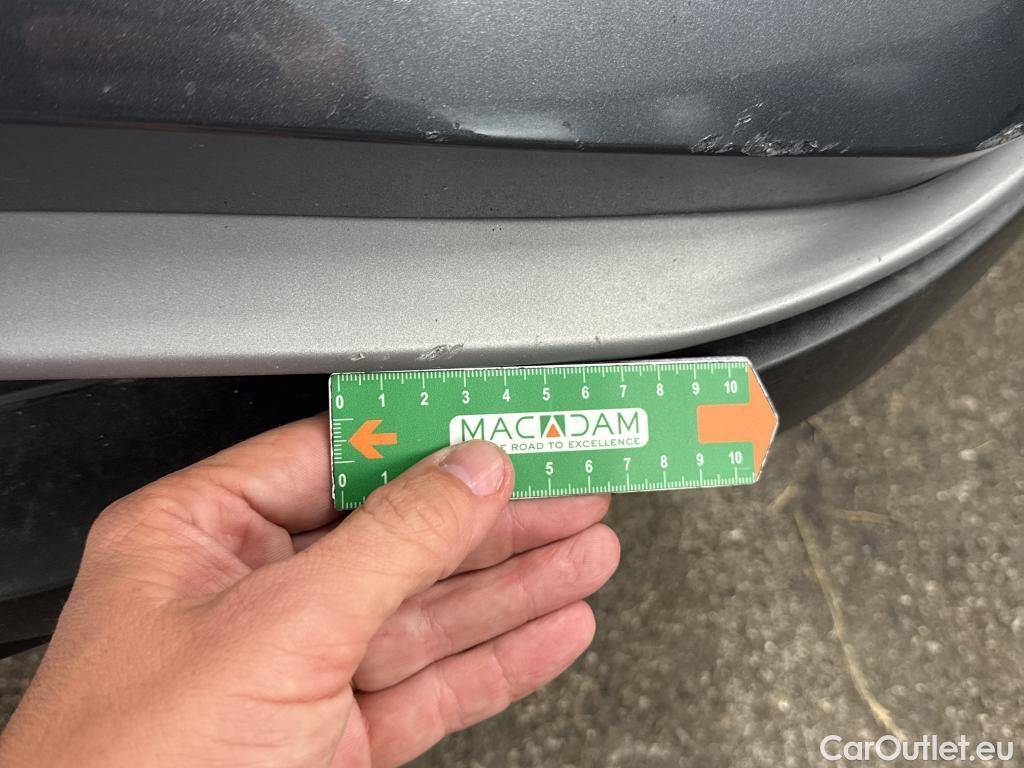 0 1 2 3 4 5 6 7 8 9 10
MACADAM
E ROAD TO EXCELLENCE
0 1 5 6 7 8 9 10
CarOutlet.eu